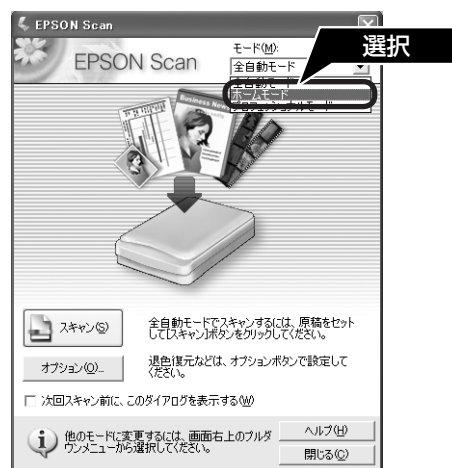 EPSON Scan
EPSON Scan
モード(M):
全自動モード
選択
全自動モード
ホームモード
プロフェッショナルモード
Business News
スキャン(S)
全自動モードでスキャンするには、原稿をセット
して[スキャン]ボタンをクリックしてください。
オプション(O)...
退色復元などは、オプションボタンで設定して
ください。
次回スキャン前に、このダイアログを表示する(W)
他のモードに変更するには、画面右上のプルダ
ウンメニューから選択してください。
ヘルプ(H)
閉じる(C)